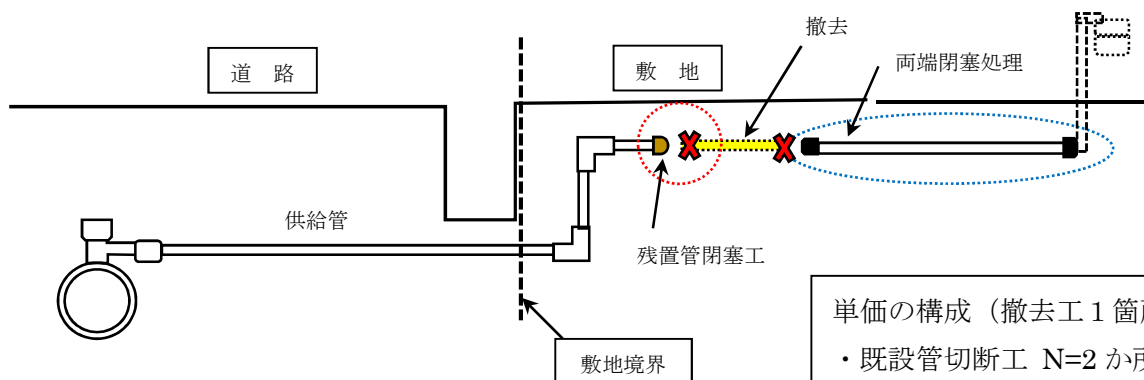 撤去
道 路
敷 地
両端閉塞処理
供給管
残置管閉塞工
敷地境界
単価の構成（撤去工１箇
・既設管切断工 N=2 か